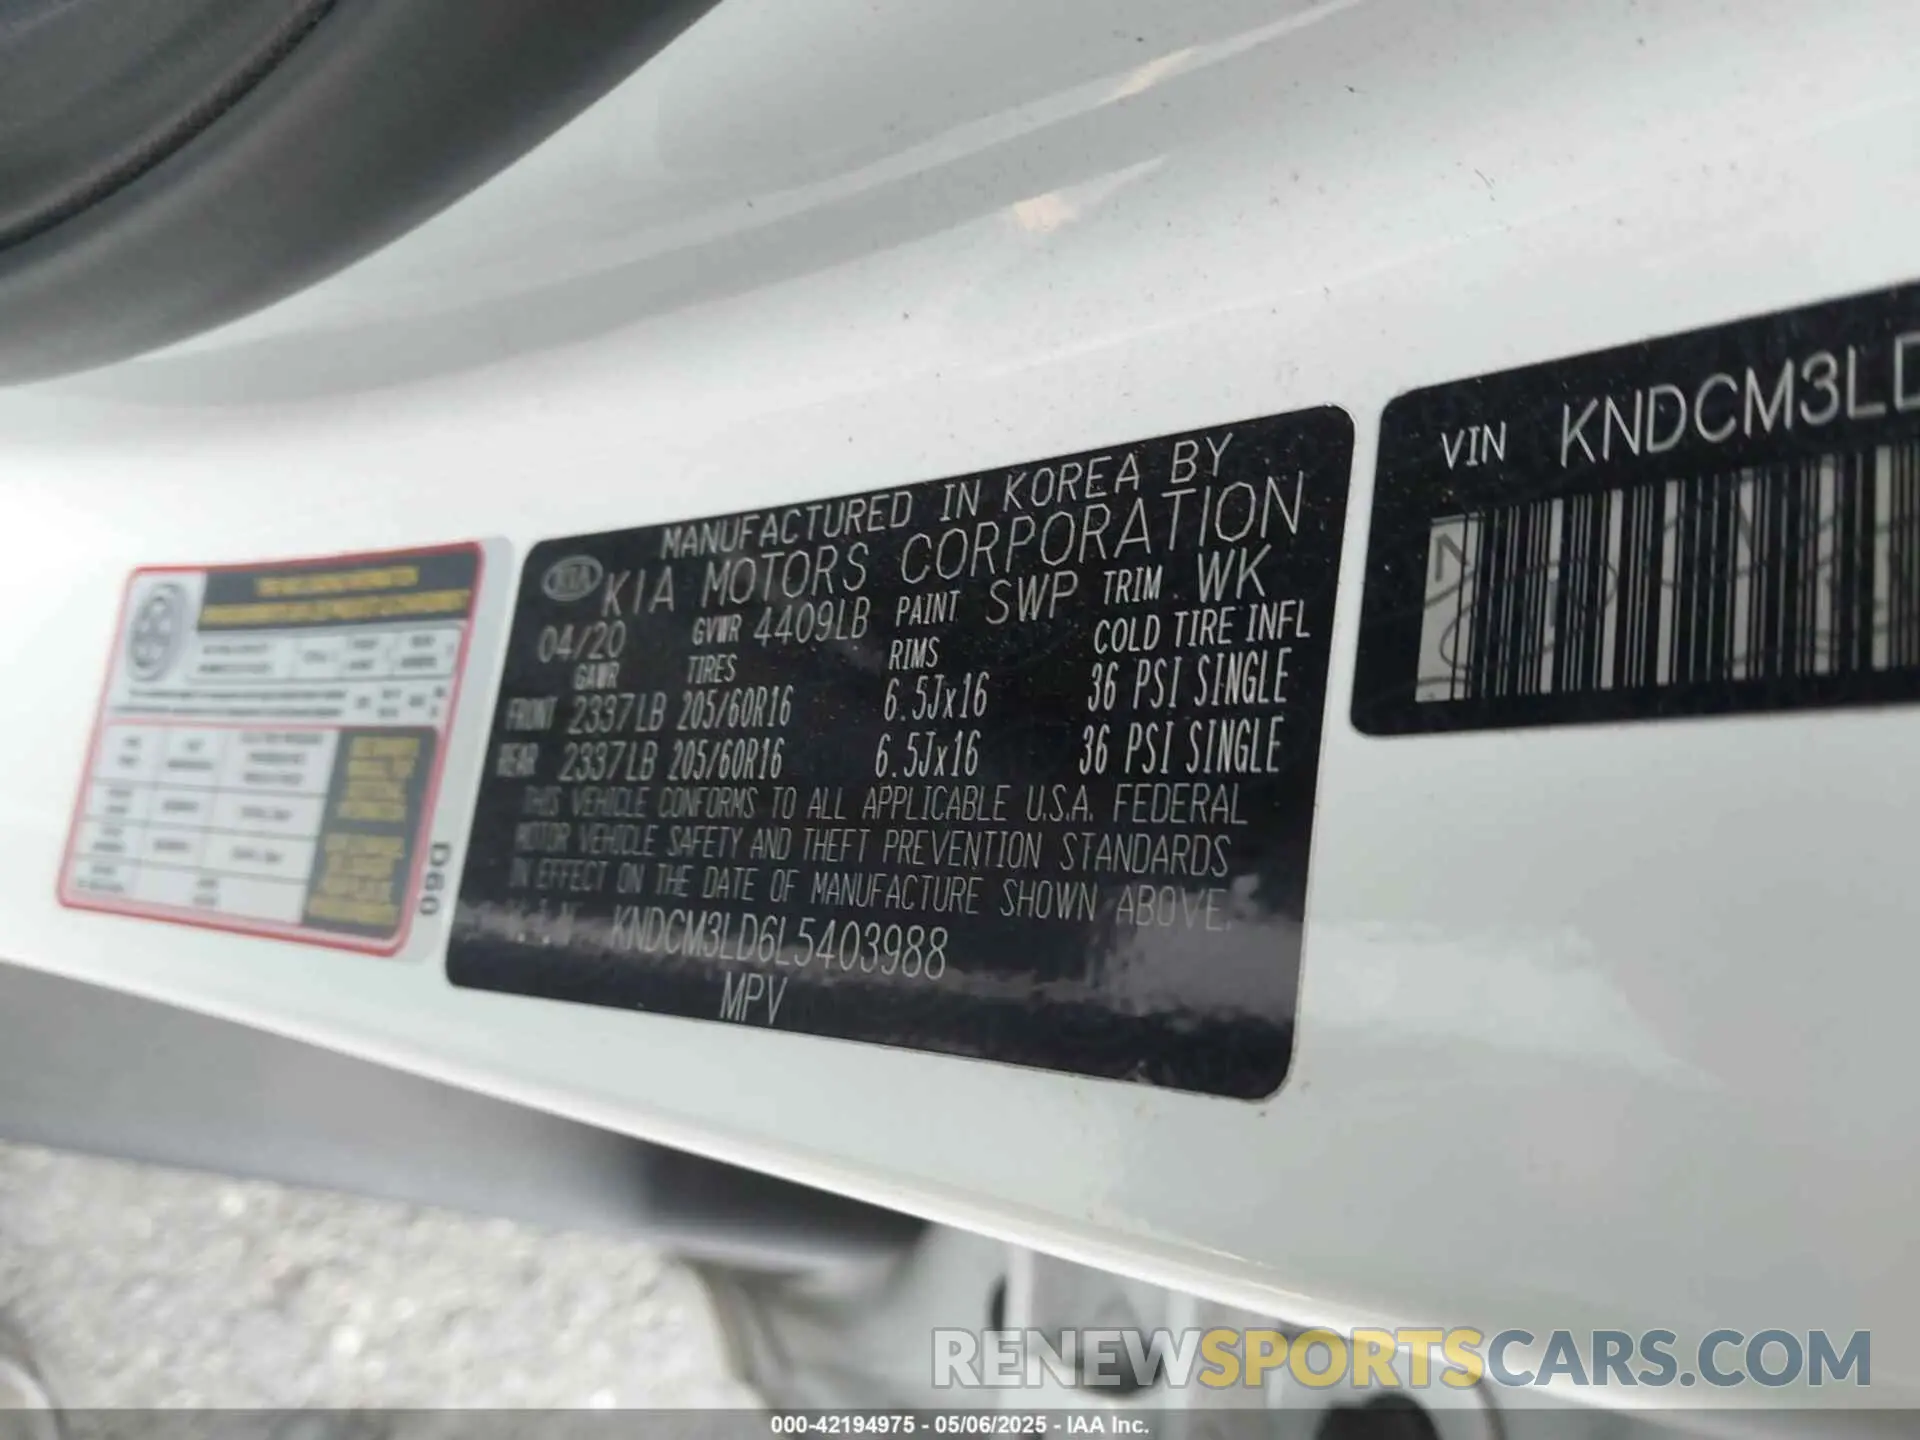 MANUFACTURED IN KOREA BY
KIA KIA MOTORS CORPORATION
04/20 GVWR 4409LB PAINT SWP TRIM WK
GAWR TIRES RIMS COLD TIRE INFL
FRONT 2337LB 205/60R16 6.5Jx16 36 PSI SINGLE
REAR 2337LB 205/60R16 6.5Jx16 36 PSI SINGLE
THIS VEHICLE CONFORMS TO ALL APPLICABLE U.S.A. FEDERAL
MOTOR VEHICLE SAFETY AND THEFT PREVENTION STANDARDS
IN EFFECT ON THE DATE OF MANUFACTURE SHOWN ABOVE.
V.I.N KNDCM3LD6L5403988
MPV
VIN KNDCM3LD
D60
RENEWSPORTSCARS.COM
000-42194975 - 05/06/2025 - IAA Inc.